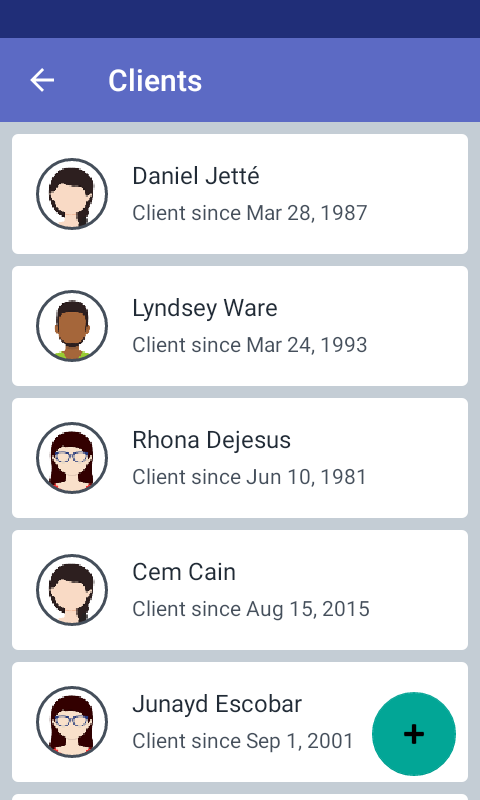 Clients
Daniel Jetté
Client since Mar 28, 1987
Lyndsey Ware
Client since Mar 24, 1993
Rhona Dejesus
Client since Jun 10, 1981
Cem Cain
Client since Aug 15, 2015
Junayd Escobar
Client since Sep 1, 2001